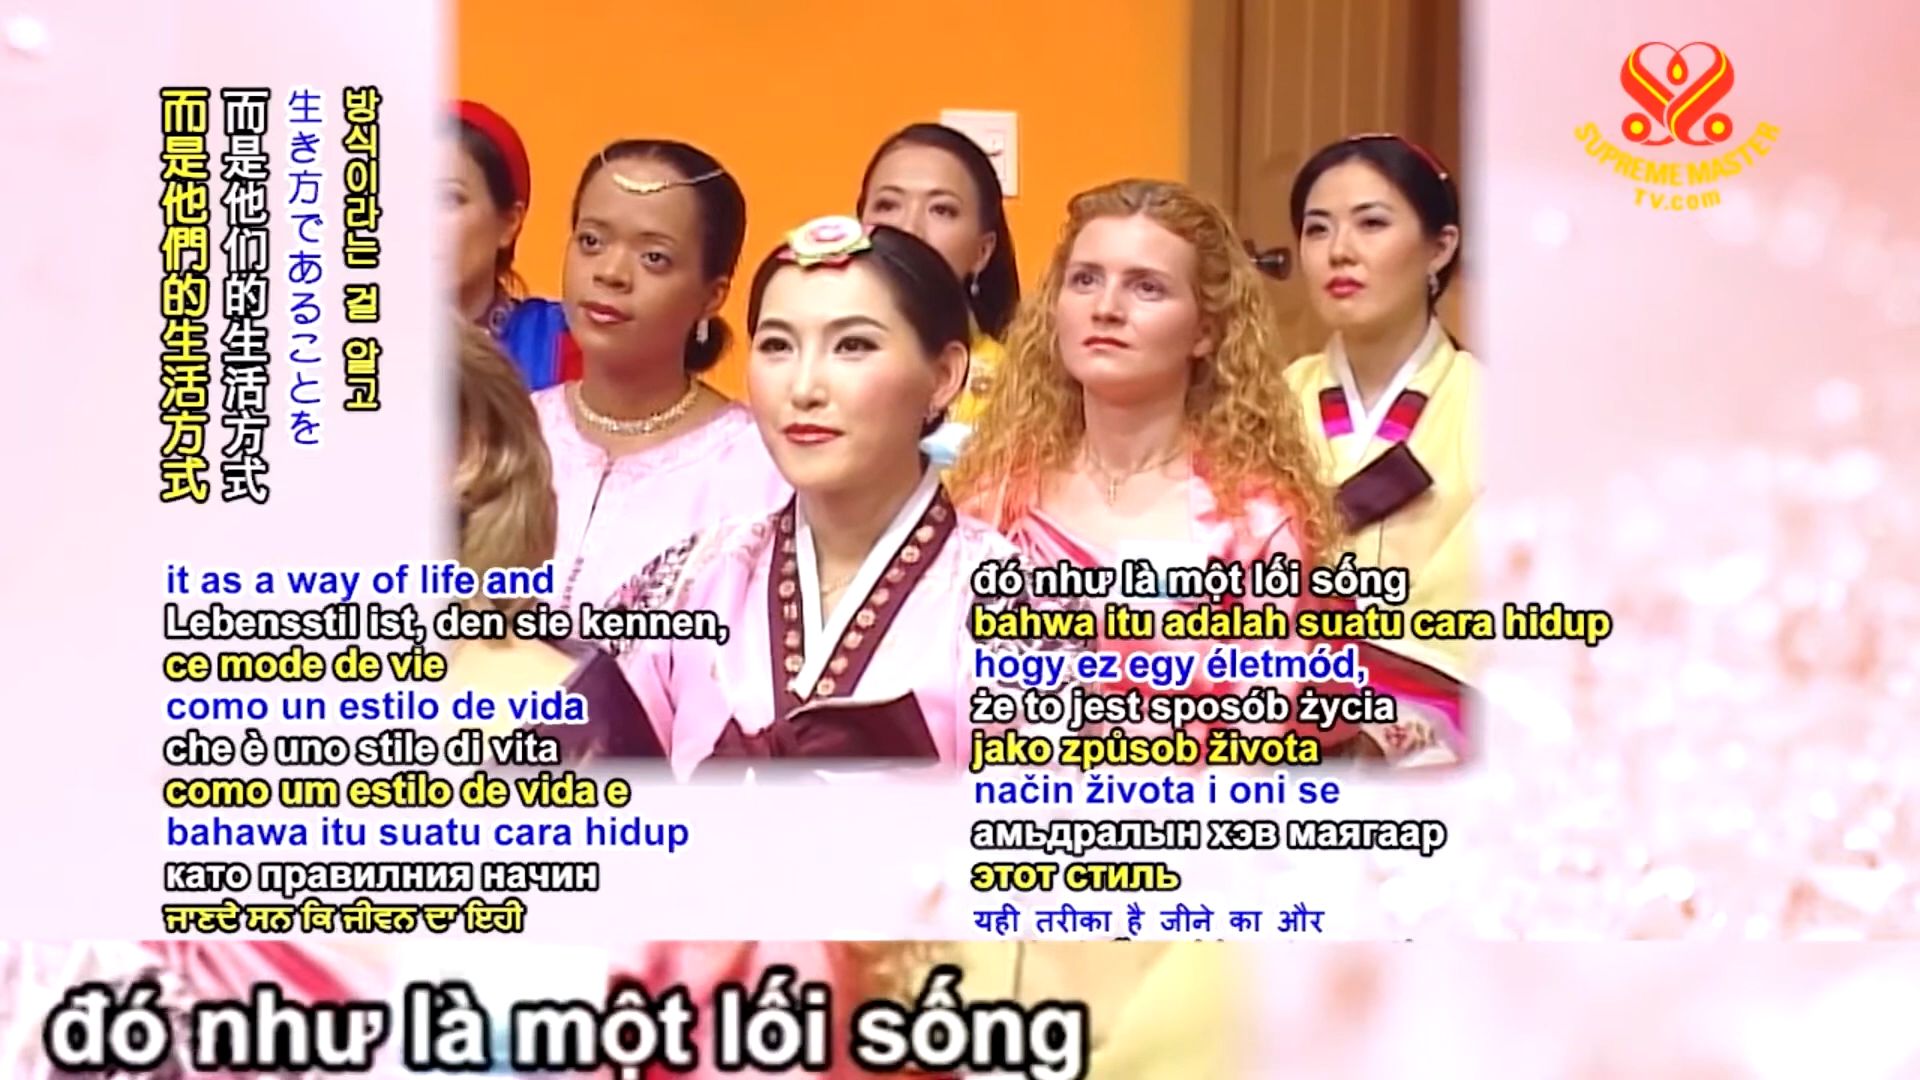 而是他們的生活方式
而是他们的生活方式
生き方であることを
방식이라는 걸 알고
SUPREME MASTER
TV.com
it as a way of life and
Lebensstil ist, den sie kennen,
ce mode de vie
como un estilo de vida
che è uno stile di vita
como um estilo de vida e
bahawa itu suatu cara hidup
като правилния начин
ਜਾਣਦੇ ਸਨ ਕਿ ਜੀਵਨ ਦਾ ਇਹੀ
đó như là một lối sống
bahwa itu adalah suatu cara hidup
hogy ez egy életmód,
że to jest sposób życia
jako způsob života
način života i oni se
амьдралын хэв маягаар
этот стиль
यही तरीका है जीने का और
đó như là một lối sống